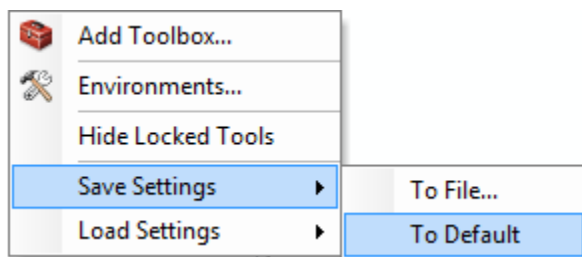 Add Toolbox...
Environments...
Hide Locked Tools
Save Settings
To File...
Load Settings
To Default